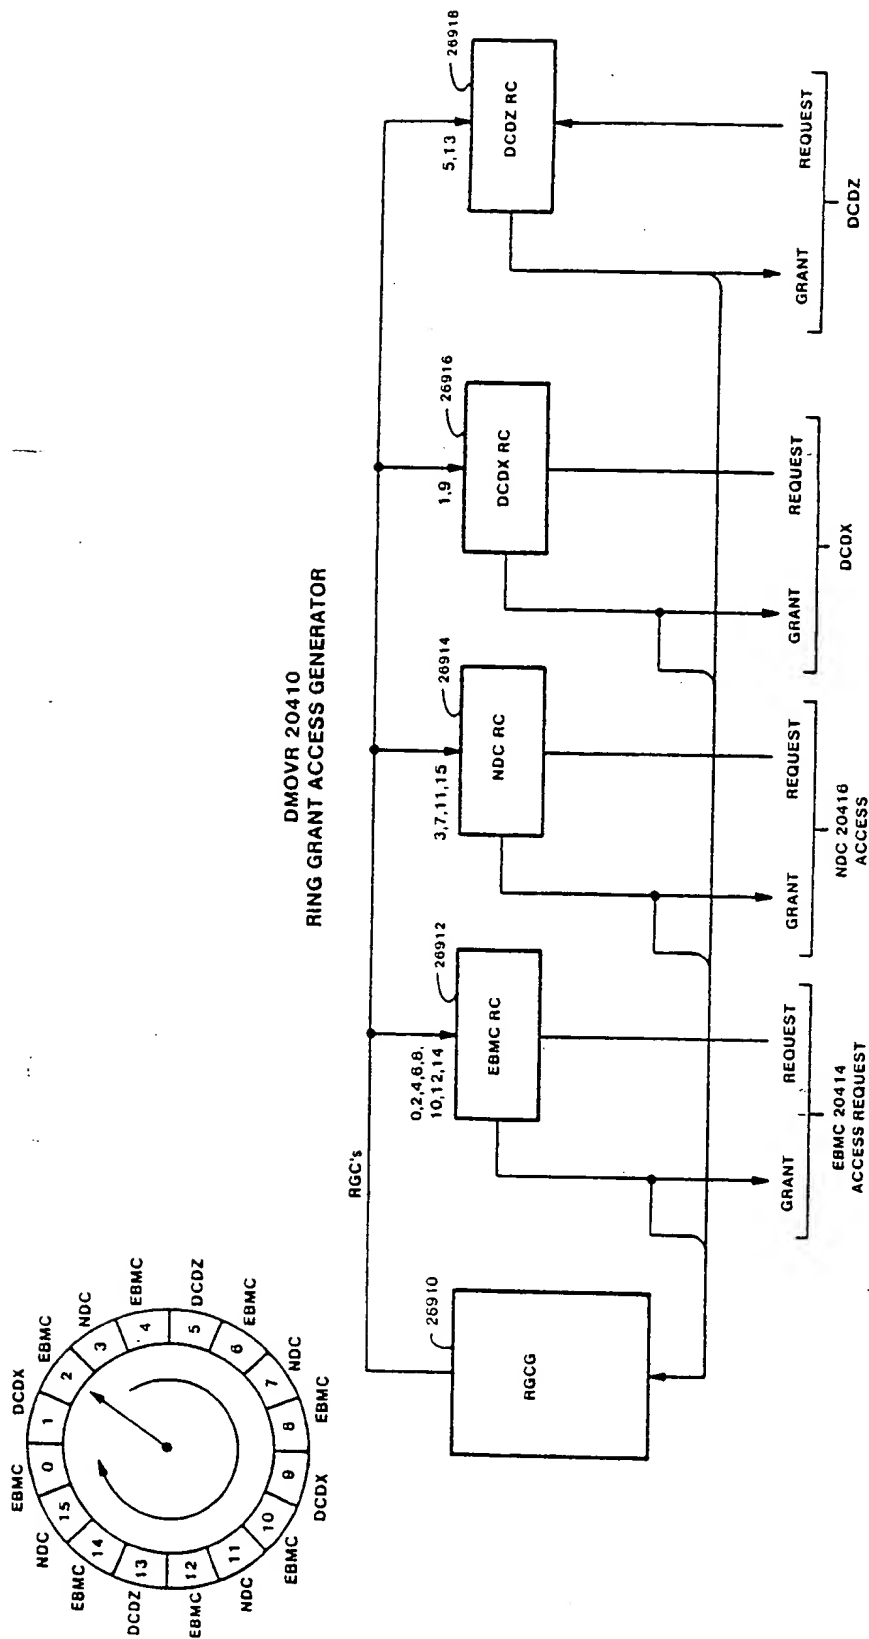 DMOVR 20410
RING GRANT ACCESS GENERATOR
EBMC
DCDX
EBMC
NDC
EBMC
DCDZ
EBMC
NDC
EBMC
DCDX
EBMC
NDC
EBMC
DCDZ
EBMC
NDC
0
1
2
3
4
5
6
7
8
9
10
11
12
13
14
15
RGC's
26910
RGCG
0,2,4,6,8,
10,12,14
26912
EBMC RC
3,7,11,15
26914
NDC RC
1,9
26916
DCDX RC
5,13
26918
DCDZ RC
GRANT
REQUEST
EBMC 20414
ACCESS REQUEST
GRANT
REQUEST
NDC 20416
ACCESS
GRANT
REQUEST
DCDX
GRANT
REQUEST
DCDZ